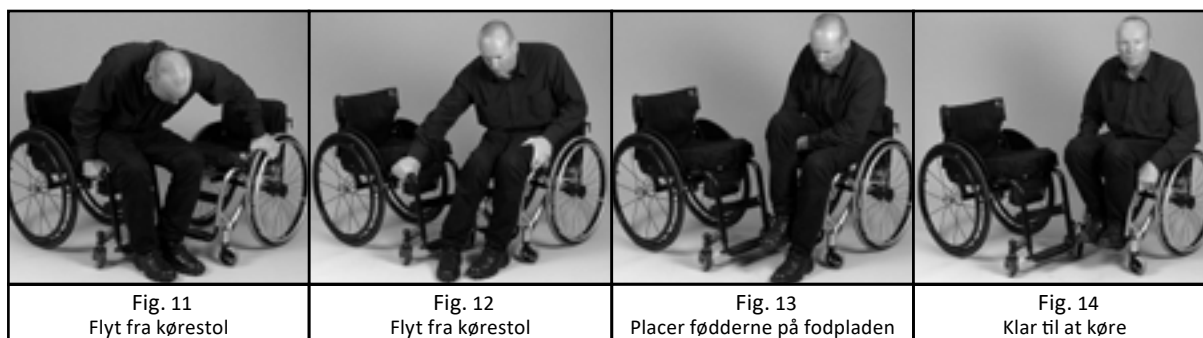 Fig. 11
Flyt fra kørestol
Fig. 12
Flyt fra kørestol
Fig. 13
Placer fødderne på fodpladen
Fig. 14
Klar til at køre